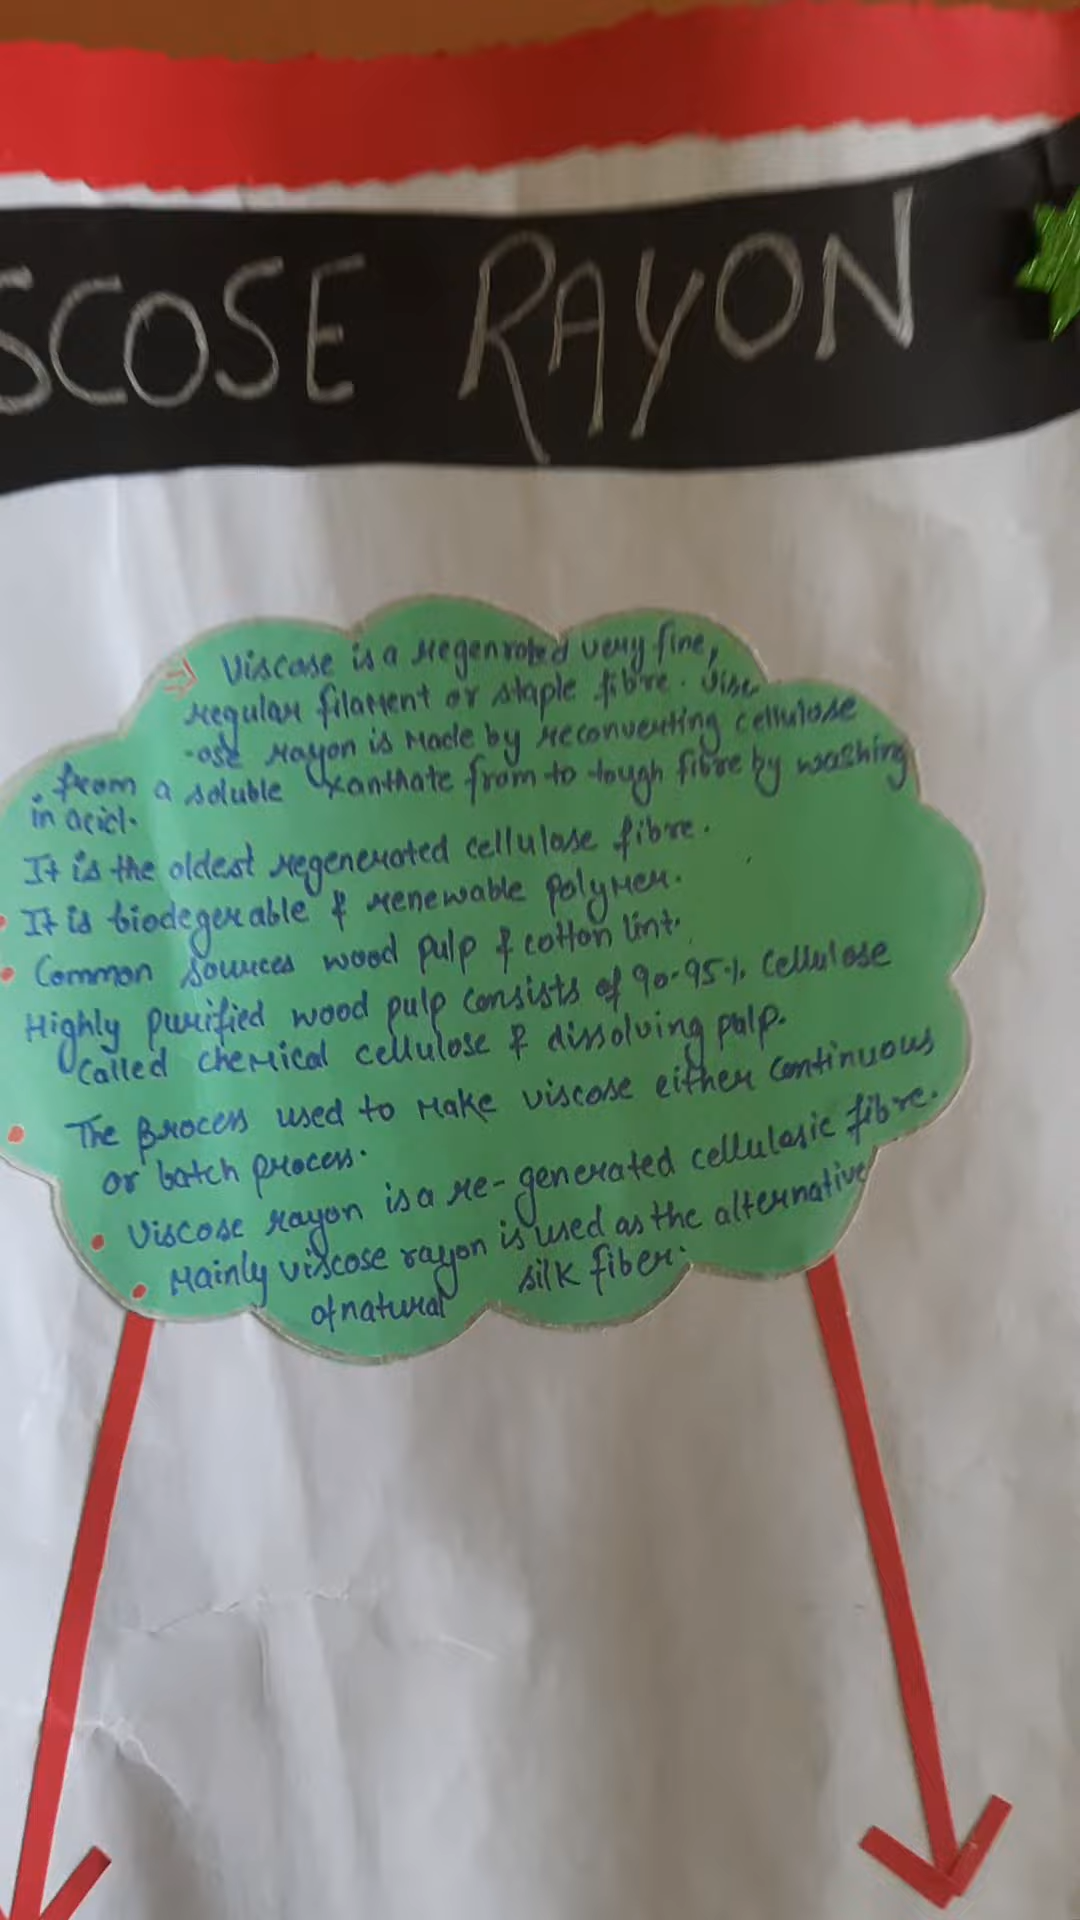 SCOSE RAYON
⇒ Viscose is a regenrated very fine,
regular filament or staple fibre. Visc
-ose rayon is made by reconverting cellulose
from a soluble xanthate from to tough fibre by washing
in acid.
It is the oldest regenerated cellulose fibre.
• It is biodegerable & renewable polymer.
• Common sources wood pulp & cotton lint.
Highly purified wood pulp consists of 90-95% cellulose
called chemical cellulose & dissolving pulp.
• The Process used to make viscose either continuous
or batch process.
• Viscose rayon is a re-generated cellulosic fibre.
• Mainly viscose rayon is used as the alternative
of natural silk fiber.